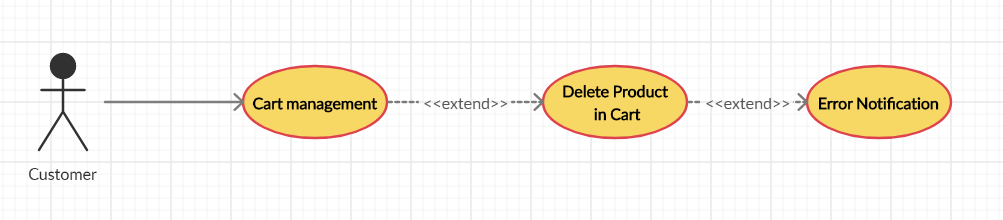 Cart management
<<extend>>
Delete Product
in Cart
<<extend>>
Error Notification
Customer